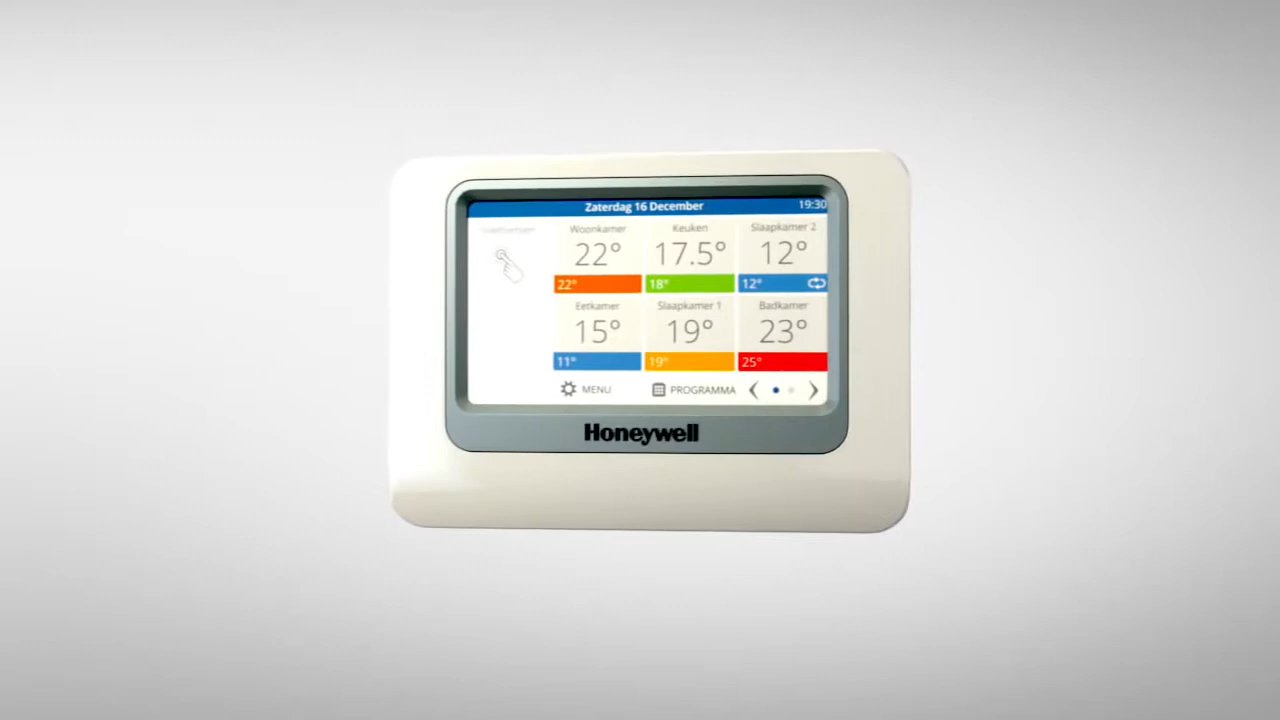 Zaterdag 16 December 19:30
Woonkamer Keuken Slaapkamer 2
22° 17.5° 12°
22° 18° 12°
Eetkamer Slaapkamer 1 Badkamer
15° 19° 23°
11° 19° 25°
MENU PROGRAMMA
Honeywell